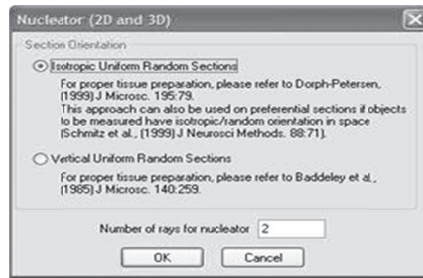 Nucleator (2D and 3D)
Section Orientation
Isotropic Uniform Random Sections
For proper tissue preparation, please refer to Dorph-Petersen,
(1999) J Microsc. 195:79.
This approach can also be used on preferential sections if objects
to be measured have isotropic/random orientation in space
(Schmitz et al., (1999) J Neurosci Methods. 88:71).
Vertical Uniform Random Sections
For proper tissue preparation, please refer to Baddeley et al.,
(1985) J Microsc. 140:259.
Number of rays for nucleator 2
OK Cancel